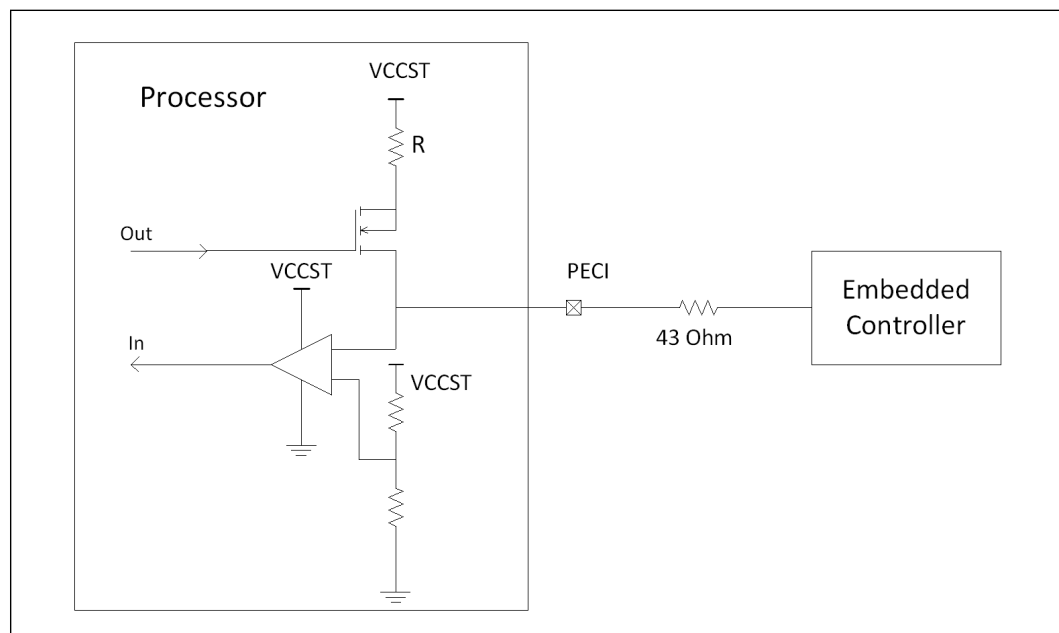 VCCST
Processor
R
Out
VCCST
PECI
Embedded
Controller
In
43 Ohm
VCCST